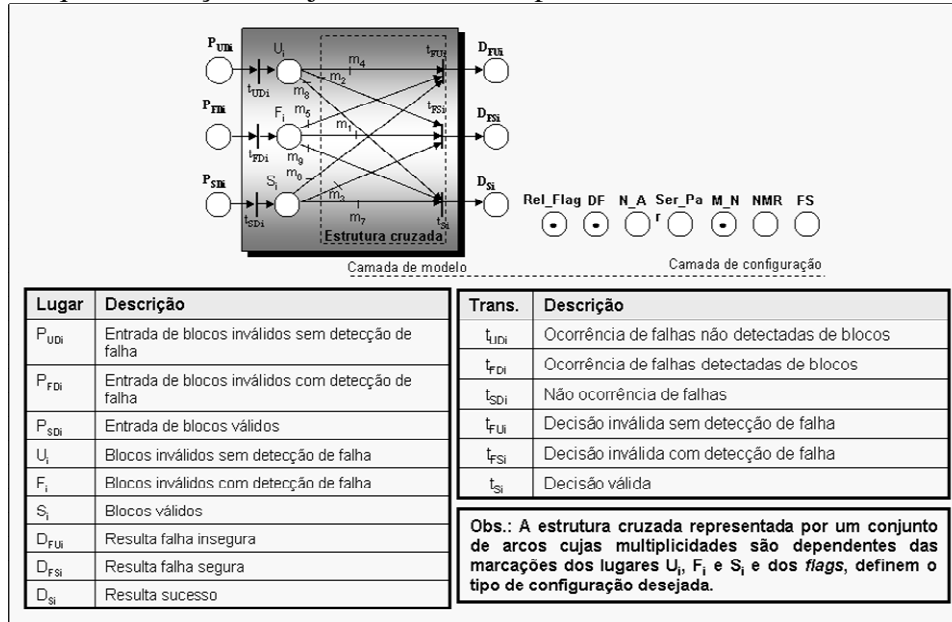 P_UDi
U_i
t_FUi
D_FUi
m_4
m_2
t_UDi
m_8
P_FDi
F_i
m_5
t_FSi
D_FSi
m_1
t_FDi
m_9
m_0
P_SDi
S_i
m_3
D_Si
m_7
t_SDi
t_Si
Estrutura cruzada
Rel_Flag DF N_A Ser_Pa M_N NMR FS
r
Camada de modelo
Camada de configuração
Lugar Descrição
P_UDi Entrada de blocos inválidos sem detecção de
falha
P_FDi Entrada de blocos inválidos com detecção de
falha
P_SDi Entrada de blocos válidos
U_i Blocos inválidos sem detecção de falha
F_i Blocos inválidos com detecção de falha
S_i Blocos válidos
D_FUi Resulta falha insegura
D_FSi Resulta falha segura
D_Si Resulta sucesso
Trans. Descrição
t_UDi Ocorrência de falhas não detectadas de blocos
t_FDi Ocorrência de falhas detectadas de blocos
t_SDi Não ocorrência de falhas
t_FUi Decisão inválida sem detecção de falha
t_FSi Decisão inválida com detecção de falha
t_Si Decisão válida
Obs.: A estrutura cruzada representada por um conjunto
de arcos cujas multiplicidades são dependentes das
marcações dos lugares U_i, F_i e S_i e dos flags, definem o
tipo de configuração desejada.